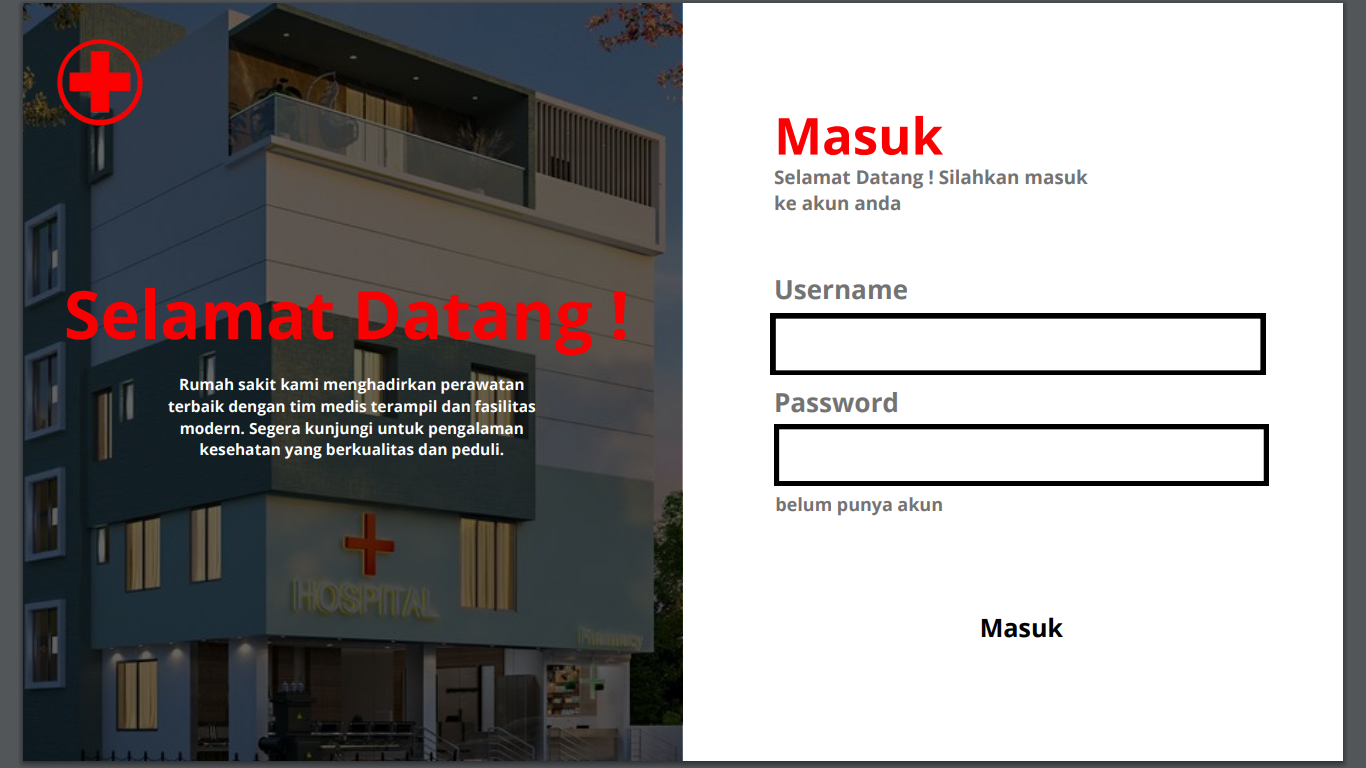 Selamat Datang !
Rumah sakit kami menghadirkan perawatan
terbaik dengan tim medis terampil dan fasilitas
modern. Segera kunjungi untuk pengalaman
kesehatan yang berkualitas dan peduli.
HOSPITAL
Pharmacy
Masuk
Selamat Datang ! Silahkan masuk
ke akun anda
Username
Password
belum punya akun
Masuk